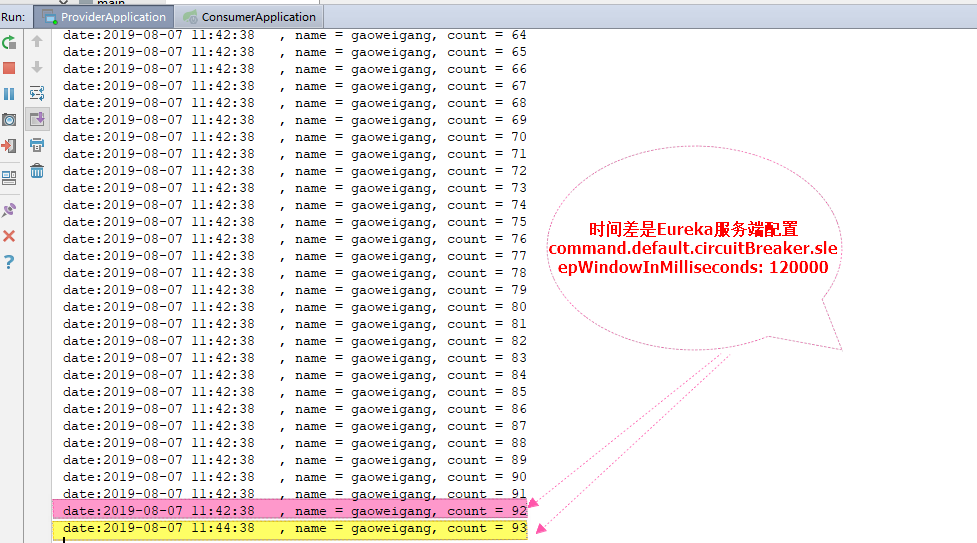 main
Run: ProviderApplication ConsumerApplication
date:2019-08-07 11:42:38 , name = gaoweigang, count = 64
date:2019-08-07 11:42:38 , name = gaoweigang, count = 65
date:2019-08-07 11:42:38 , name = gaoweigang, count = 66
date:2019-08-07 11:42:38 , name = gaoweigang, count = 67
date:2019-08-07 11:42:38 , name = gaoweigang, count = 68
date:2019-08-07 11:42:38 , name = gaoweigang, count = 69
date:2019-08-07 11:42:38 , name = gaoweigang, count = 70
date:2019-08-07 11:42:38 , name = gaoweigang, count = 71
date:2019-08-07 11:42:38 , name = gaoweigang, count = 72
date:2019-08-07 11:42:38 , name = gaoweigang, count = 73
date:2019-08-07 11:42:38 , name = gaoweigang, count = 74
date:2019-08-07 11:42:38 , name = gaoweigang, count = 75
date:2019-08-07 11:42:38 , name = gaoweigang, count = 76
date:2019-08-07 11:42:38 , name = gaoweigang, count = 77
date:2019-08-07 11:42:38 , name = gaoweigang, count = 78
date:2019-08-07 11:42:38 , name = gaoweigang, count = 79
date:2019-08-07 11:42:38 , name = gaoweigang, count = 80
date:2019-08-07 11:42:38 , name = gaoweigang, count = 81
date:2019-08-07 11:42:38 , name = gaoweigang, count = 82
date:2019-08-07 11:42:38 , name = gaoweigang, count = 83
date:2019-08-07 11:42:38 , name = gaoweigang, count = 84
date:2019-08-07 11:42:38 , name = gaoweigang, count = 85
date:2019-08-07 11:42:38 , name = gaoweigang, count = 86
date:2019-08-07 11:42:38 , name = gaoweigang, count = 87
date:2019-08-07 11:42:38 , name = gaoweigang, count = 88
date:2019-08-07 11:42:38 , name = gaoweigang, count = 89
date:2019-08-07 11:42:38 , name = gaoweigang, count = 90
date:2019-08-07 11:42:38 , name = gaoweigang, count = 91
date:2019-08-07 11:42:38 , name = gaoweigang, count = 92
date:2019-08-07 11:44:38 , name = gaoweigang, count = 93
时间差是Eureka服务端配置
command.default.circuitBreaker.sle
epWindowInMilliseconds: 120000